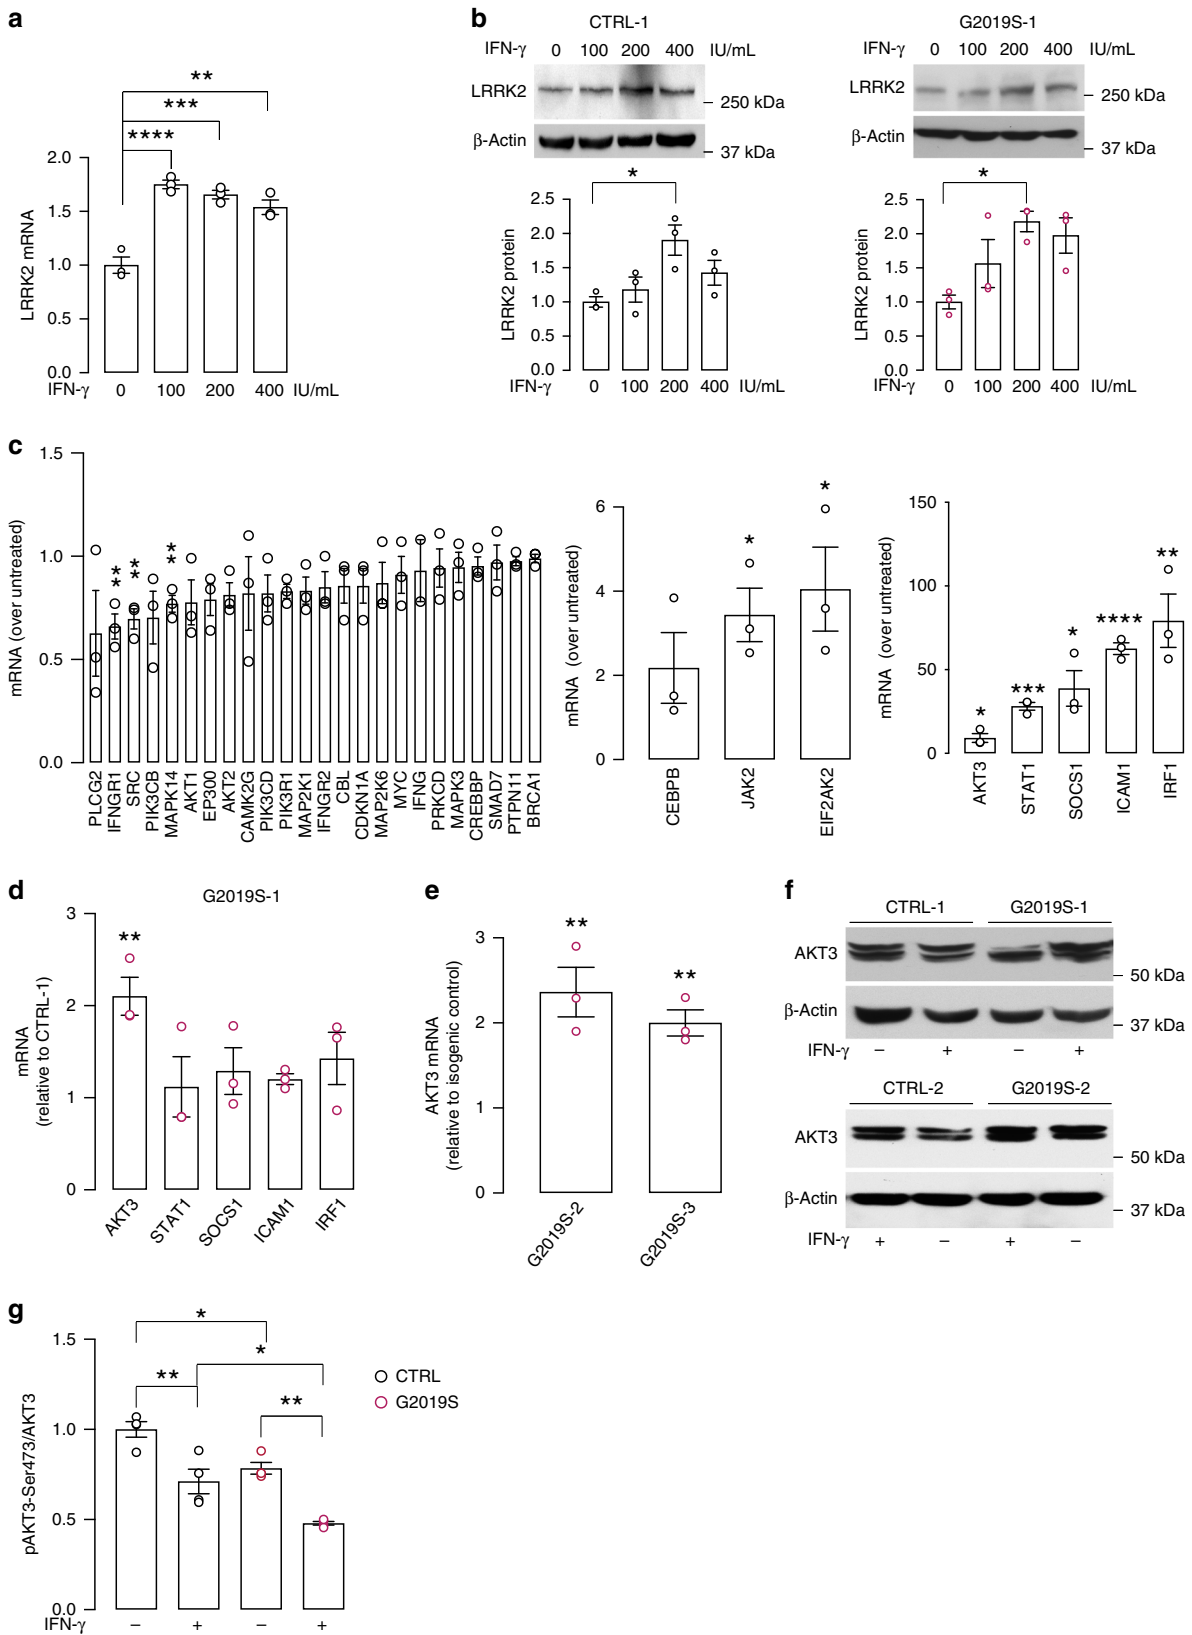 a
**
***
****
LRRK2 mRNA
2.0
1.5
1.0
0.5
0.0
IFN-γ 0 100 200 400 IU/mL
b
CTRL-1
IFN-γ 0 100 200 400 IU/mL
LRRK2
250 kDa
β-Actin
37 kDa
*
LRRK2 protein
2.5
2.0
1.5
1.0
0.5
0.0
IFN-γ 0 100 200 400 IU/mL
G2019S-1
IFN-γ 0 100 200 400 IU/mL
LRRK2
250 kDa
β-Actin
37 kDa
*
LRRK2 protein
2.5
2.0
1.5
1.0
0.5
0.0
IFN-γ 0 100 200 400 IU/mL
c
mRNA (over untreated)
1.5
1.0
0.5
0.0
** ** **
PLCG2
IFNGR1
SRC
PIK3CB
MAPK14
AKT1
EP300
AKT2
CAMK2G
PIK3CD
PIK3R1
MAP2K1
IFNGR2
CBL
CDKN1A
MAP2K6
MYC
IFNG
PRKCD
MAPK3
CREBBP
SMAD7
PTPN11
BRCA1
mRNA (over untreated)
6
4
2
0
* *
CEBPB
JAK2
EIF2AK2
mRNA (over untreated)
150
100
50
0
* *** * **** **
AKT3
STAT1
SOCS1
ICAM1
IRF1
d
G2019S-1
mRNA
(relative to CTRL-1)
3
2
1
0
**
AKT3
STAT1
SOCS1
ICAM1
IRF1
e
AKT3 mRNA
(relative to isogenic control)
3
2
1
0
** **
G2019S-2
G2019S-3
f
CTRL-1 G2019S-1
AKT3
50 kDa
β-Actin
37 kDa
IFN-γ – + – +
CTRL-2 G2019S-2
AKT3
50 kDa
β-Actin
37 kDa
IFN-γ + – + –
g
*
*
**
**
CTRL
G2019S
pAKT3-Ser473/AKT3
1.5
1.0
0.5
0.0
IFN-γ – + – +